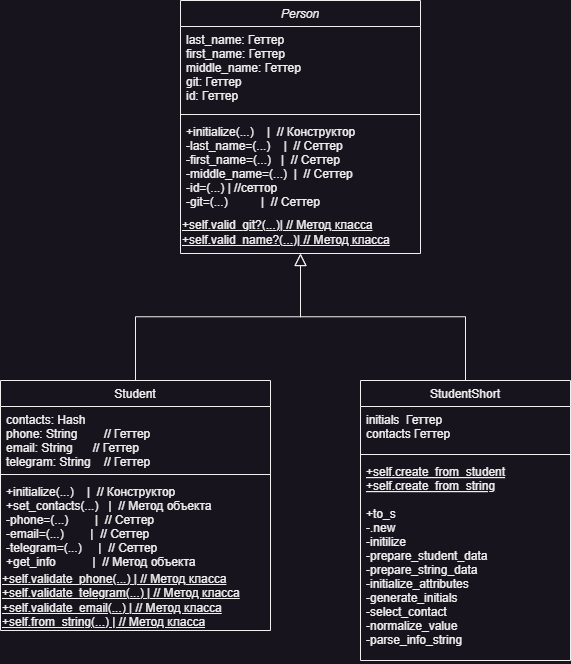 Person
last_name: Геттер
first_name: Геттер
middle_name: Геттер
git: Геттер
id: Геттер
+initialize(...) | // Конструктор
-last_name=(...) | // Сеттер
-first_name=(...) | // Сеттер
-middle_name=(...) | // Сеттер
-id=(...) | //сеттор
-git=(...) | // Сеттер
+self.valid_git?(...)| // Метод класса
+self.valid_name?(...)| // Метод класса
Student
contacts: Hash
phone: String // Геттер
email: String // Геттер
telegram: String // Геттер
+initialize(...) | // Конструктор
+set_contacts(...) | // Метод объекта
-phone=(...) // Сеттер
-email=(...) // Сеттер
-telegram=(...) // Сеттер
+get_info // Метод объекта
+self.validate_phone(...) | // Метод класса
+self.validate_telegram(...) | // Метод класса
+self.validate_email(...) | // Метод класса
+self.from_string(...) | // Метод класса
StudentShort
initials Геттер
contacts Геттер
+self.create_from_student
+self.create_from_string
+to_s
-.new
-initilize
-prepare_student_data
-prepare_string_data
-initialize_attributes
-generate_initials
-select_contact
-normalize_value
-parse_info_string